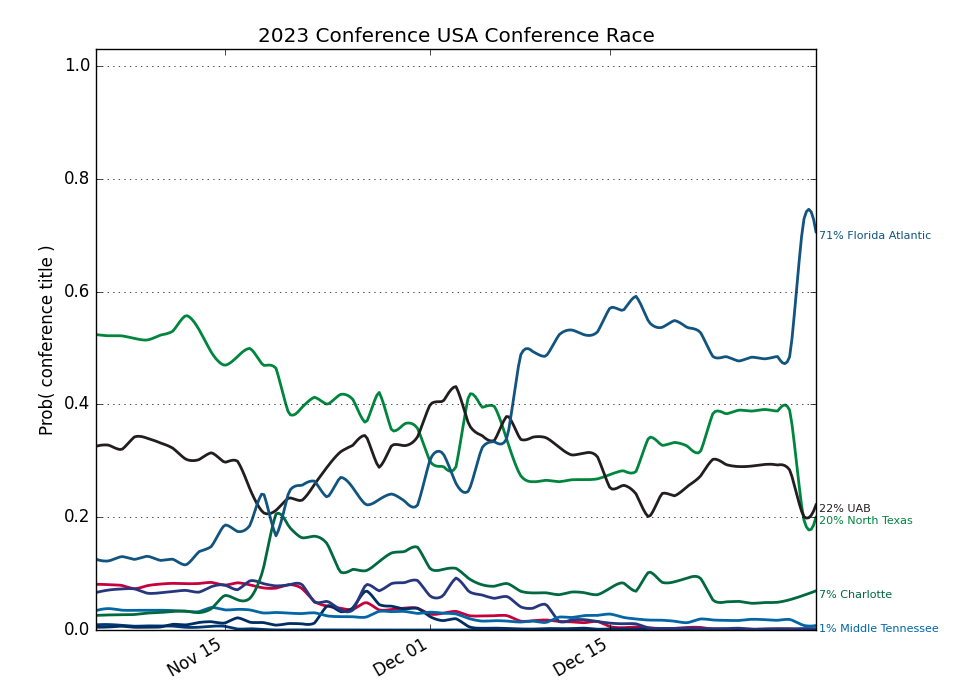 2023 Conference USA Conference Race
Prob( conference title )
1.0
0.8
0.6
0.4
0.2
0.0
Nov 15
Dec 01
Dec 15
71% Florida Atlantic
22% UAB
20% North Texas
7% Charlotte
1% Middle Tennessee